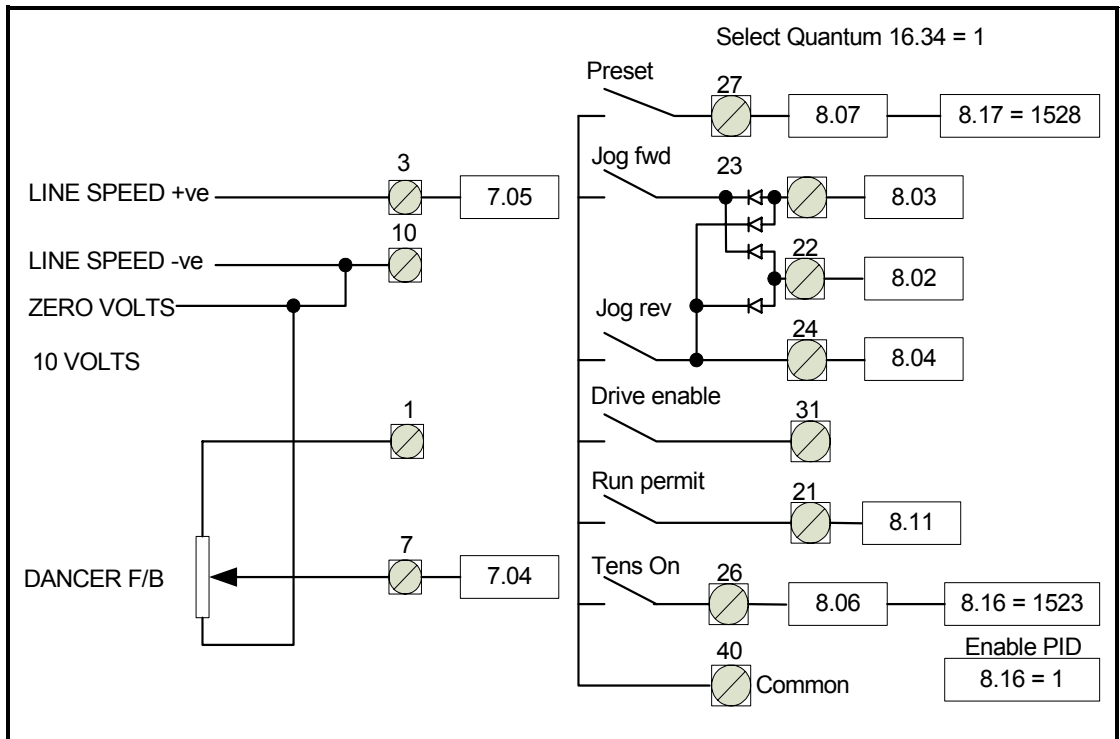 Select Quantum 16.34 = 1
Preset
27
8.07
8.17 = 1528
Jog fwd
23
8.03
3
LINE SPEED +ve
7.05
10
LINE SPEED -ve
22
8.02
ZERO VOLTS
Jog rev
24
8.04
10 VOLTS
Drive enable
31
1
Run permit
21
8.11
7
DANCER F/B
7.04
Tens On
26
8.06
8.16 = 1523
Enable PID
40
Common
8.16 = 1